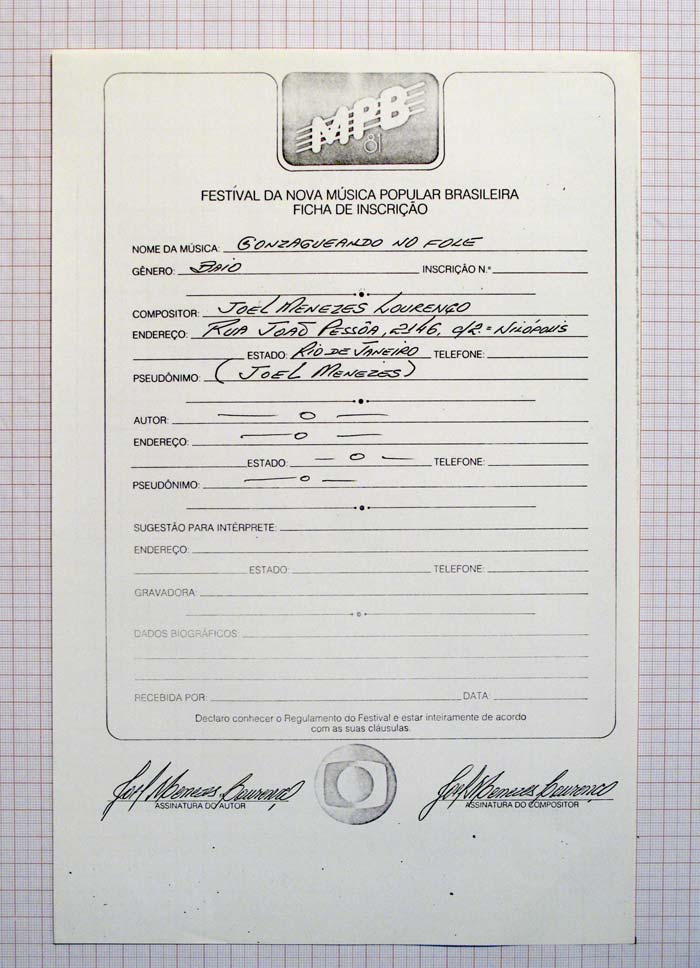 MPB
81
FESTIVAL DA NOVA MÚSICA POPULAR BRASILEIRA
FICHA DE INSCRIÇÃO
NOME DA MÚSICA: GONZAGUEANDO NO FOLE
GÊNERO: BAIO INSCRIÇÃO N.º
COMPOSITOR: JOEL MENEZES LOURENÇO
ENDEREÇO: RUA JOÃO PESSÔA, 2146, c/2 = NILÓPOLIS
ESTADO: RIO DE JANEIRO TELEFONE:
PSEUDÔNIMO: (JOEL MENEZES)
AUTOR: — O —
ENDEREÇO: — O —
ESTADO: — O — TELEFONE:
PSEUDÔNIMO: — O —
SUGESTÃO PARA INTÉRPRETE:
ENDEREÇO:
ESTADO: TELEFONE:
GRAVADORA:
DADOS BIOGRÁFICOS:
RECEBIDA POR: DATA:
Declaro conhecer o Regulamento do Festival e estar inteiramente de acordo
com as suas cláusulas.
Joel Menezes Lourenço Joel Menezes Lourenço
ASSINATURA DO AUTOR ASSINATURA DO COMPOSITOR